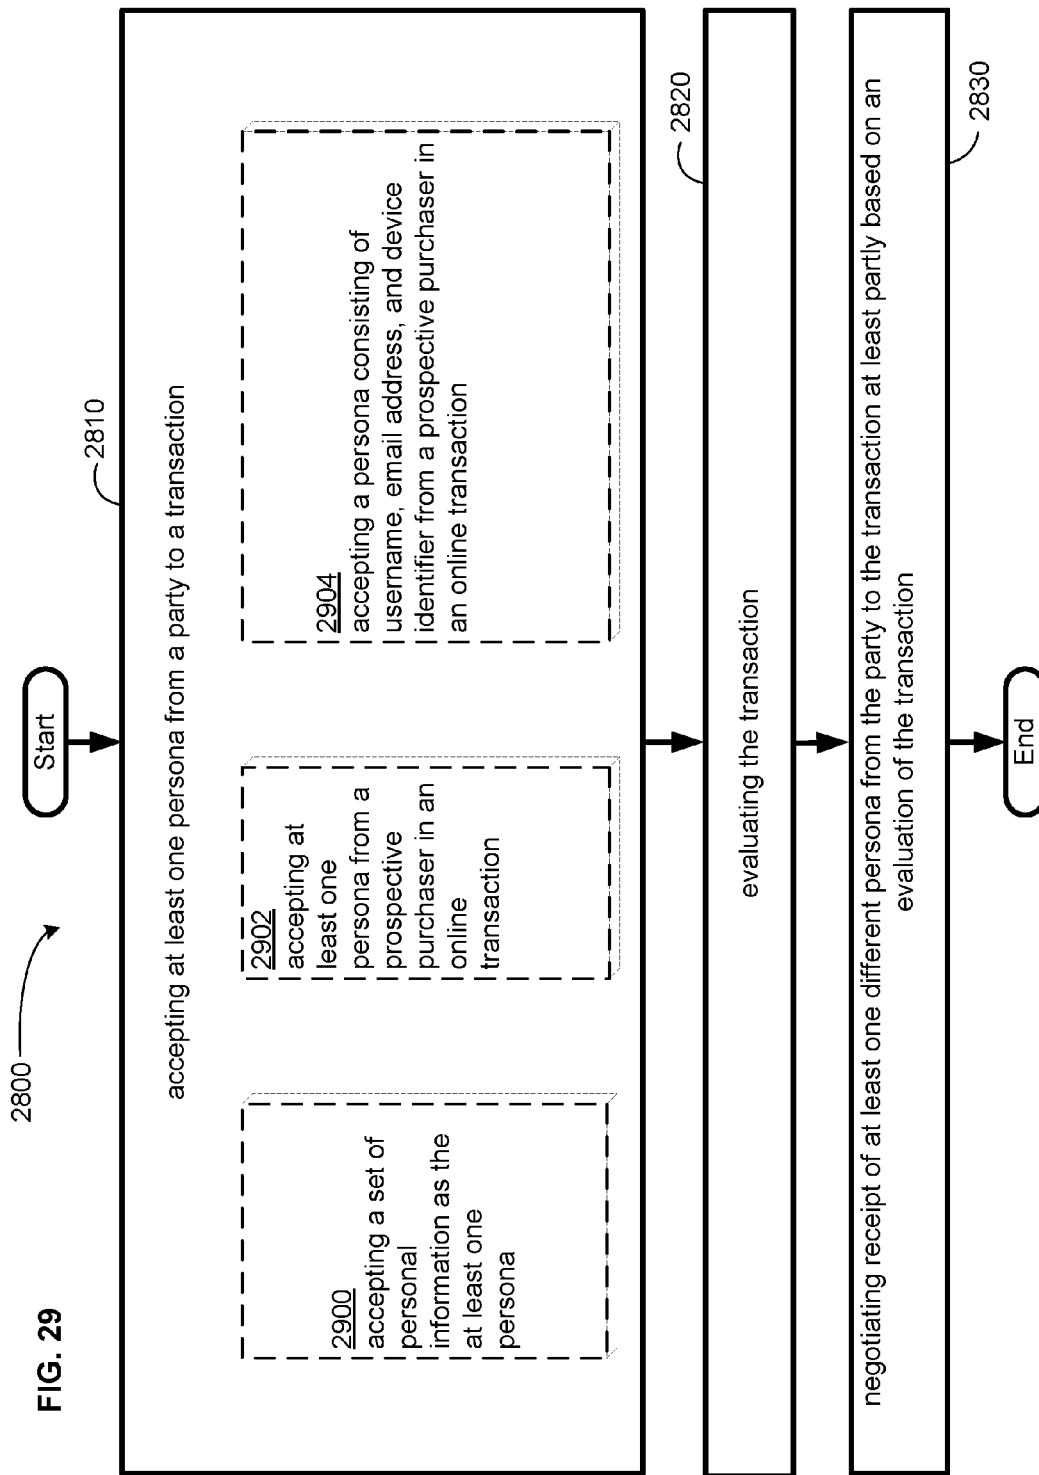 FIG. 29
2800
Start
2810
accepting at least one persona from a party to a transaction
2900
accepting a set of
personal
information as the
at least one
persona
2902
accepting at
least one
persona from a
prospective
purchaser in an
online
transaction
2904
accepting a persona consisting of
username, email address, and device
identifier from a prospective purchaser in
an online transaction
2820
evaluating the transaction
2830
negotiating receipt of at least one different persona from the party to the transaction at least partly based on an
evaluation of the transaction
End